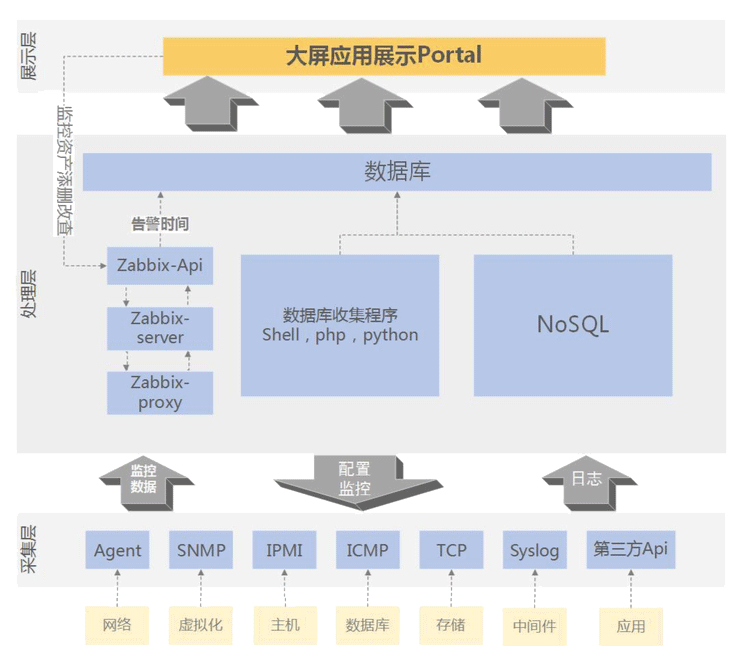 展示层
大屏应用展示Portal
监控资产添删改查
处理层
数据库
告警时间
Zabbix-Api
Zabbix-
server
Zabbix-
proxy
数据库收集程序
Shell，php，python
NoSQL
监控
数据
配置
监控
日志
采集层
Agent
SNMP
IPMI
ICMP
TCP
Syslog
第三方Api
网络
虚拟化
主机
数据库
存储
中间件
应用